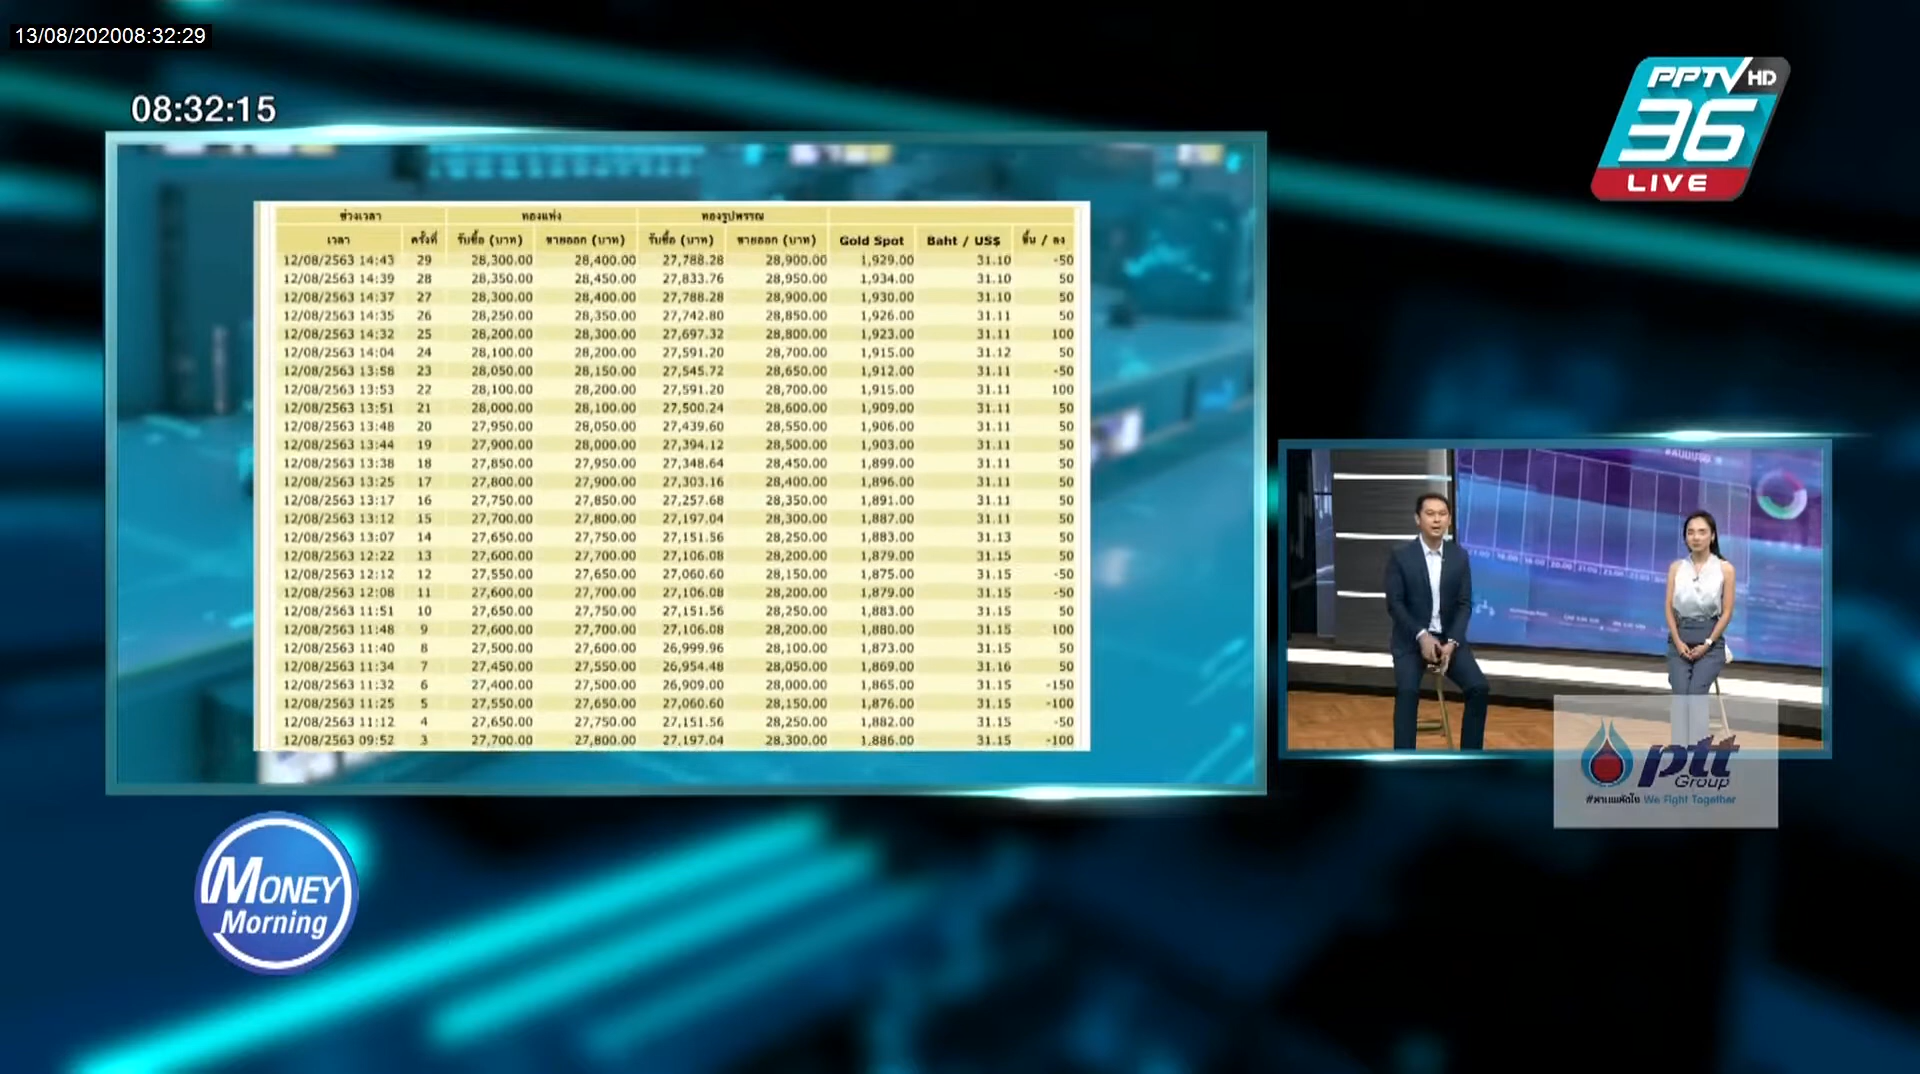 13/08/202008:32:29
08:32:15
PPTV HD
36
LIVE
ช่วงเวลา ทองแท่ง ทองรูปพรรณ
เวลา ครั้งที่ รับซื้อ (บาท) ขายออก (บาท) รับซื้อ (บาท) ขายออก (บาท) Gold Spot Baht / US$ ขึ้น / ลง
12/08/2563 14:43 29 28,300.00 28,400.00 27,788.28 28,900.00 1,929.00 31.10 -50
12/08/2563 14:39 28 28,350.00 28,450.00 27,833.76 28,950.00 1,934.00 31.10 50
12/08/2563 14:37 27 28,300.00 28,400.00 27,788.28 28,900.00 1,930.00 31.10 50
12/08/2563 14:35 26 28,250.00 28,350.00 27,742.80 28,850.00 1,926.00 31.11 50
12/08/2563 14:32 25 28,200.00 28,300.00 27,697.32 28,800.00 1,923.00 31.11 100
12/08/2563 14:04 24 28,100.00 28,200.00 27,591.20 28,700.00 1,915.00 31.12 50
12/08/2563 13:58 23 28,050.00 28,150.00 27,545.72 28,650.00 1,912.00 31.11 -50
12/08/2563 13:53 22 28,100.00 28,200.00 27,591.20 28,700.00 1,915.00 31.11 100
12/08/2563 13:51 21 28,000.00 28,100.00 27,500.24 28,600.00 1,909.00 31.11 50
12/08/2563 13:48 20 27,950.00 28,050.00 27,439.60 28,550.00 1,906.00 31.11 50
12/08/2563 13:44 19 27,900.00 28,000.00 27,394.12 28,500.00 1,903.00 31.11 50
12/08/2563 13:38 18 27,850.00 27,950.00 27,348.64 28,450.00 1,899.00 31.11 50
12/08/2563 13:25 17 27,800.00 27,900.00 27,303.16 28,400.00 1,896.00 31.11 50
12/08/2563 13:17 16 27,750.00 27,850.00 27,257.68 28,350.00 1,891.00 31.11 50
12/08/2563 13:12 15 27,700.00 27,800.00 27,197.04 28,300.00 1,887.00 31.11 50
12/08/2563 13:07 14 27,650.00 27,750.00 27,151.56 28,250.00 1,883.00 31.13 50
12/08/2563 12:22 13 27,600.00 27,700.00 27,106.08 28,200.00 1,879.00 31.15 50
12/08/2563 12:12 12 27,550.00 27,650.00 27,060.60 28,150.00 1,875.00 31.15 -50
12/08/2563 12:08 11 27,600.00 27,700.00 27,106.08 28,200.00 1,879.00 31.15 -50
12/08/2563 11:51 10 27,650.00 27,750.00 27,151.56 28,250.00 1,883.00 31.15 50
12/08/2563 11:48 9 27,600.00 27,700.00 27,106.08 28,200.00 1,880.00 31.15 100
12/08/2563 11:40 8 27,500.00 27,600.00 26,999.96 28,100.00 1,873.00 31.15 50
12/08/2563 11:34 7 27,450.00 27,550.00 26,954.48 28,050.00 1,869.00 31.16 50
12/08/2563 11:32 6 27,400.00 27,500.00 26,909.00 28,000.00 1,865.00 31.15 -150
12/08/2563 11:25 5 27,550.00 27,650.00 27,060.60 28,150.00 1,876.00 31.15 -100
12/08/2563 11:12 4 27,650.00 27,750.00 27,151.56 28,250.00 1,882.00 31.15 -50
12/08/2563 09:52 3 27,700.00 27,800.00 27,197.04 28,300.00 1,886.00 31.15 -100
ptt
Group
We Fight Together
MONEY
Morning